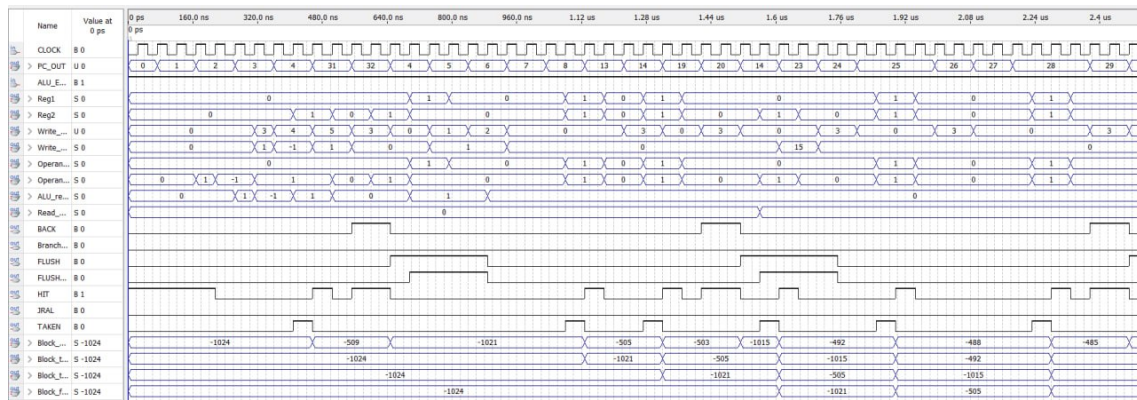 Name Value at 0 ps 0 ps 160.0 ns 320.0 ns 480.0 ns 640.0 ns 800.0 ns 960.0 ns 1.12 us 1.28 us 1.44 us 1.6 us 1.76 us 1.92 us 2.08 us 2.24 us 2.4 us
0 ps
CLOCK B 0
> PC_OUT U 0 0 1 2 3 4 31 32 4 5 6 7 8 13 14 19 20 14 23 24 25 26 27 28 29
ALU_E... B 1
> Reg1 S 0 0 1 0 1 0 1 0 1 0 1
> Reg2 S 0 0 1 0 1 0 1 0 1 0 1 0 1 0 1
> Write_... U 0 0 3 4 5 3 0 1 2 0 3 0 3 0 3 0 3 0 3
> Write_... S 0 0 1 -1 1 0 1 0 15 0
> Operan... S 0 0 1 0 1 0 1 0 1 0 1
> Operan... S 0 0 1 -1 1 0 1 0 1 0 1 0 1 0 1 0 1
> ALU_re... S 0 0 1 -1 1 0 1 0
> Read_... S 0 0
BACK B 0
Branch... B 0
FLUSH B 0
FLUSH... B 0
HIT B 1
JRAL B 0
TAKEN B 0
> Block_... S -1024 -1024 -509 -1021 -505 -503 -1015 -492 -488 -485
> Block_t... S -1024 -1024 -1021 -505 -1015 -492
> Block_t... S -1024 -1024 -1021 -505 -1015
> Block_f... S -1024 -1024 -1021 -505